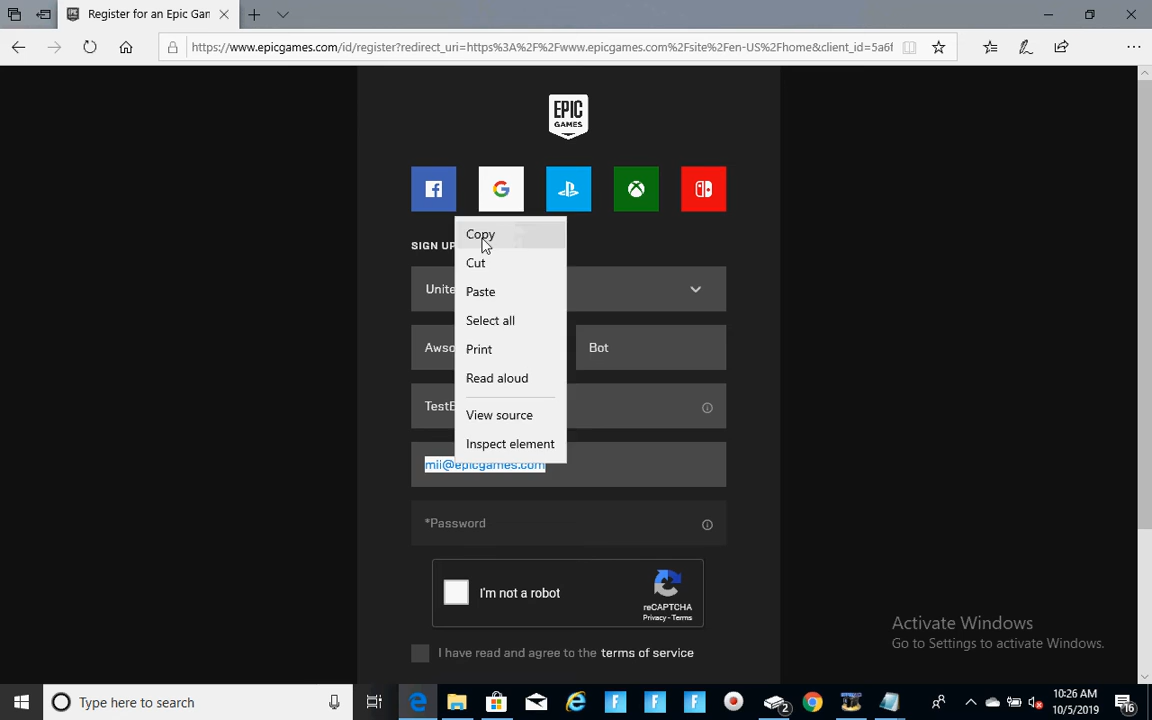 Register for an Epic Gan
https://www.epicgames.com/id/register?redirect_uri=https%3A%2F%2Fwww.epicgames.com%2Fsite%2Fen-US%2Fhome&client_id=5a6f
EPIC
GAMES
SIGN UP
Copy
Cut
Paste
Select all
Print
Read aloud
View source
Inspect element
Unite
Awso
Bot
TestB
mii@epicgames.com
*Password
I'm not a robot
reCAPTCHA
Privacy - Terms
I have read and agree to the terms of service
Activate Windows
Go to Settings to activate Windows.
Type here to search
2
10:26 AM
10/5/2019
16